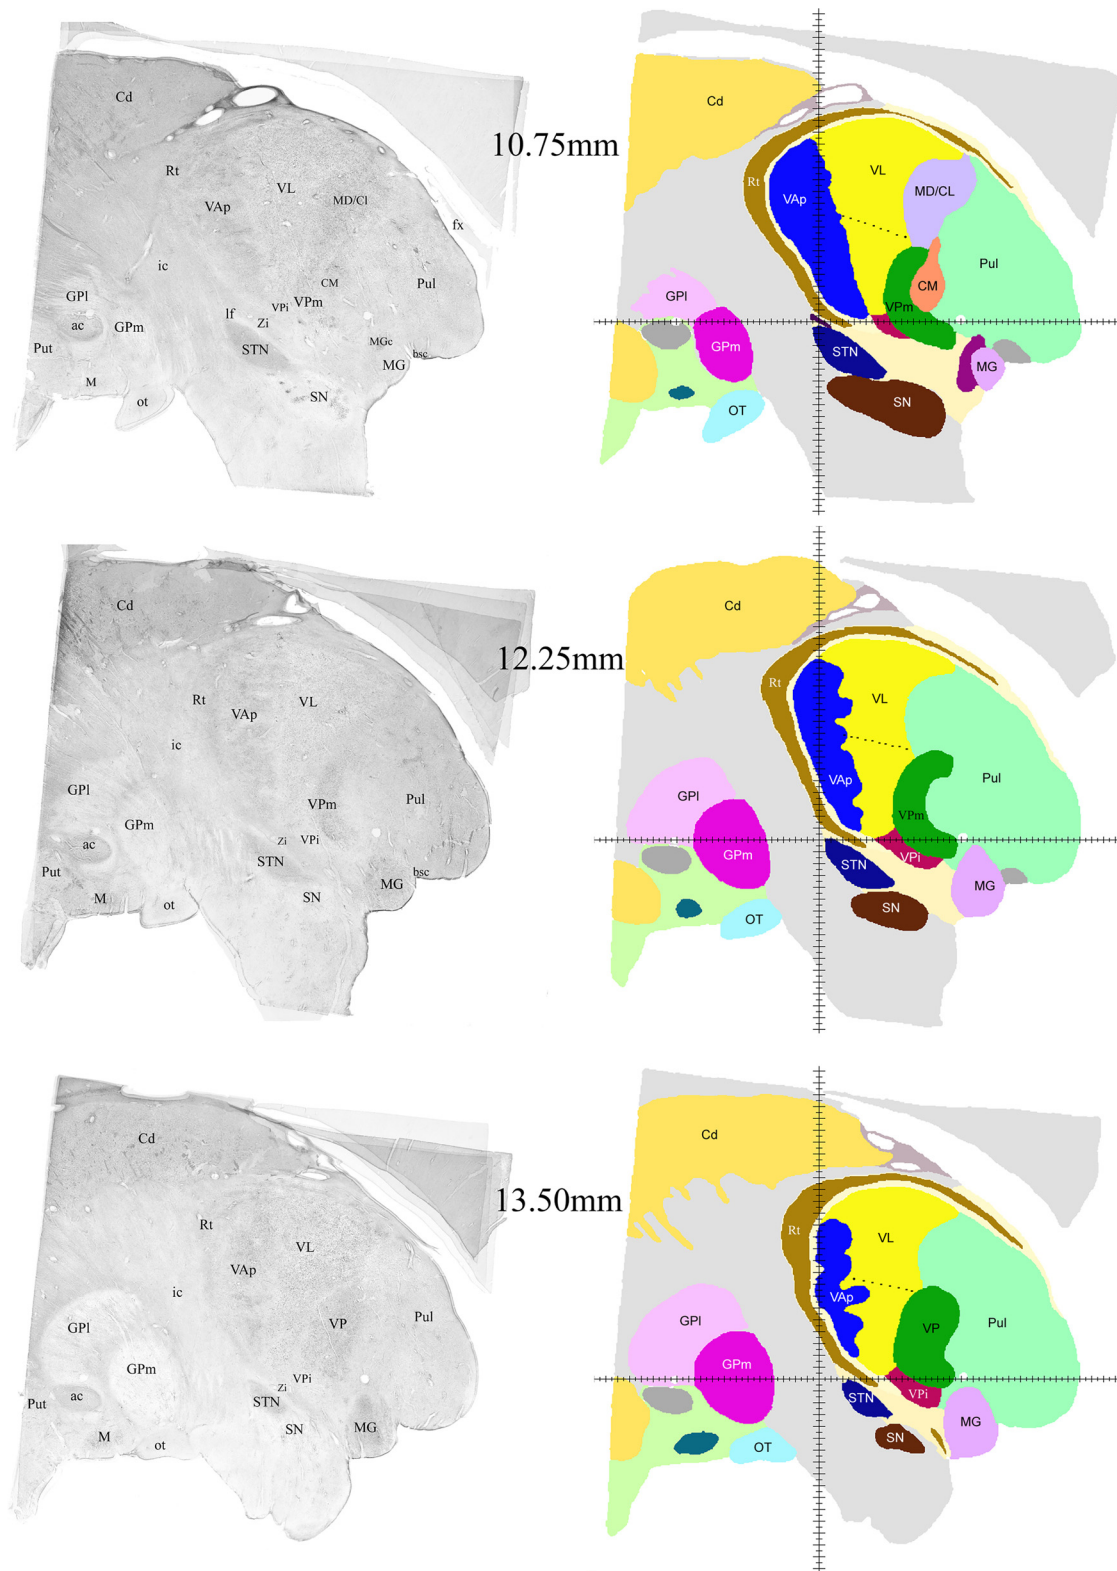 Cd
Rt
VL
VAp
MD/Cl
fx
ic
CM
Pul
GPl
VPi
VPm
lf
ac
GPm
Zi
Put
STN
MGc
bsc
MG
M
ot
SN
10.75mm
Cd
Rt
VL
VAp
MD/CL
Pul
CM
GPl
VPm
GPm
STN
MG
SN
OT
Cd
Rt
VL
VAp
ic
GPl
Pul
VPm
GPm
ac
Zi
VPi
STN
Put
bsc
MG
M
ot
SN
12.25mm
Cd
Rt
VL
VAp
Pul
GPl
VPm
GPm
VPi
STN
MG
SN
OT
Cd
Rt
VL
VAp
ic
GPl
VP
Pul
GPm
VPi
Zi
ac
Put
STN
SN
MG
M
ot
13.50mm
Cd
Rt
VL
VAp
GPl
VP
Pul
GPm
STN
VPi
MG
SN
OT